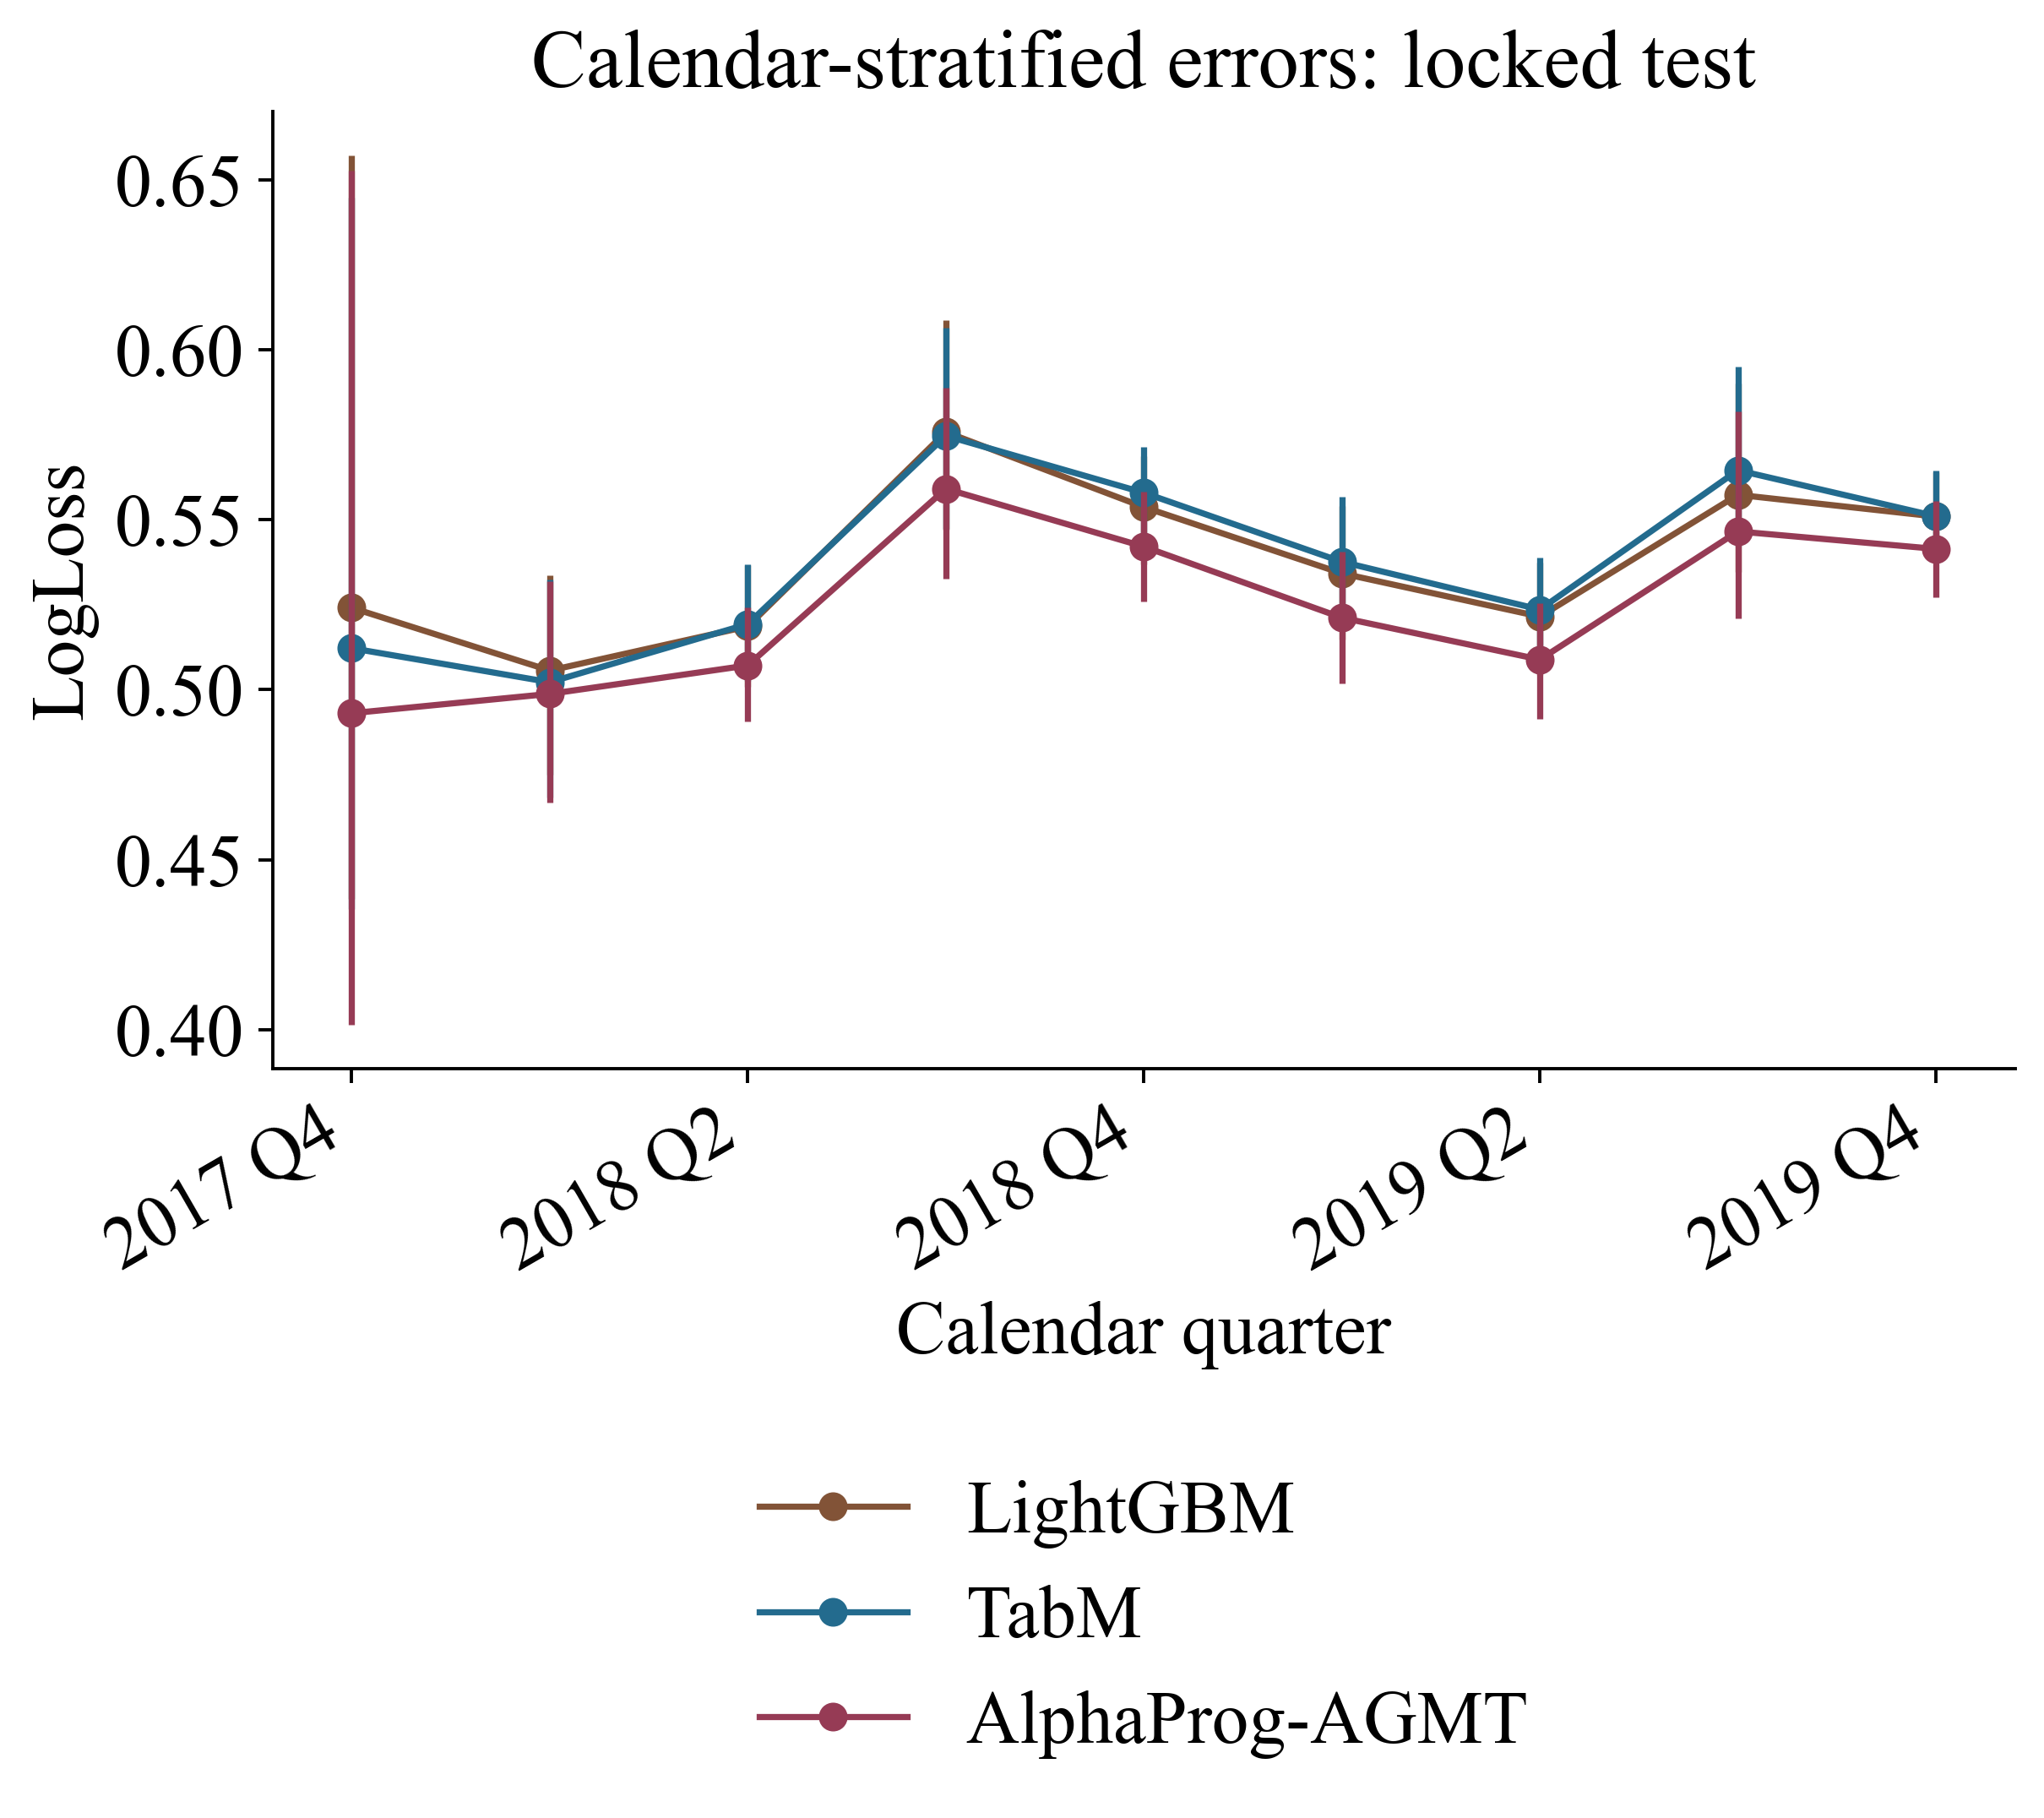 Calendar-stratified errors: locked test
LogLoss
0.65
0.60
0.55
0.50
0.45
0.40
2017 Q4
2018 Q2
2018 Q4
2019 Q2
2019 Q4
Calendar quarter
LightGBM
TabM
AlphaProg-AGMT